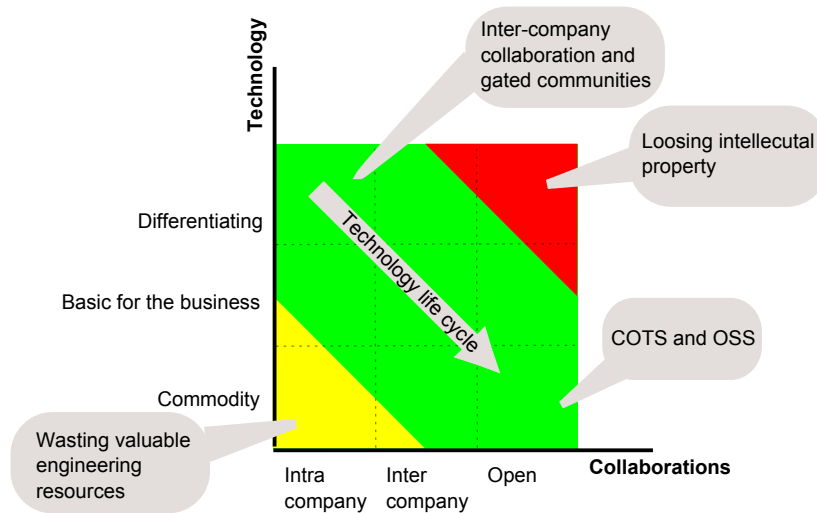 Technology
Inter-company
collaboration and
gated communities
Loosing intellecutal
property
Differentiating
Technology life cycle
Basic for the business
COTS and OSS
Commodity
Wasting valuable
engineering
resources
Intra
company
Inter
company
Open
Collaborations